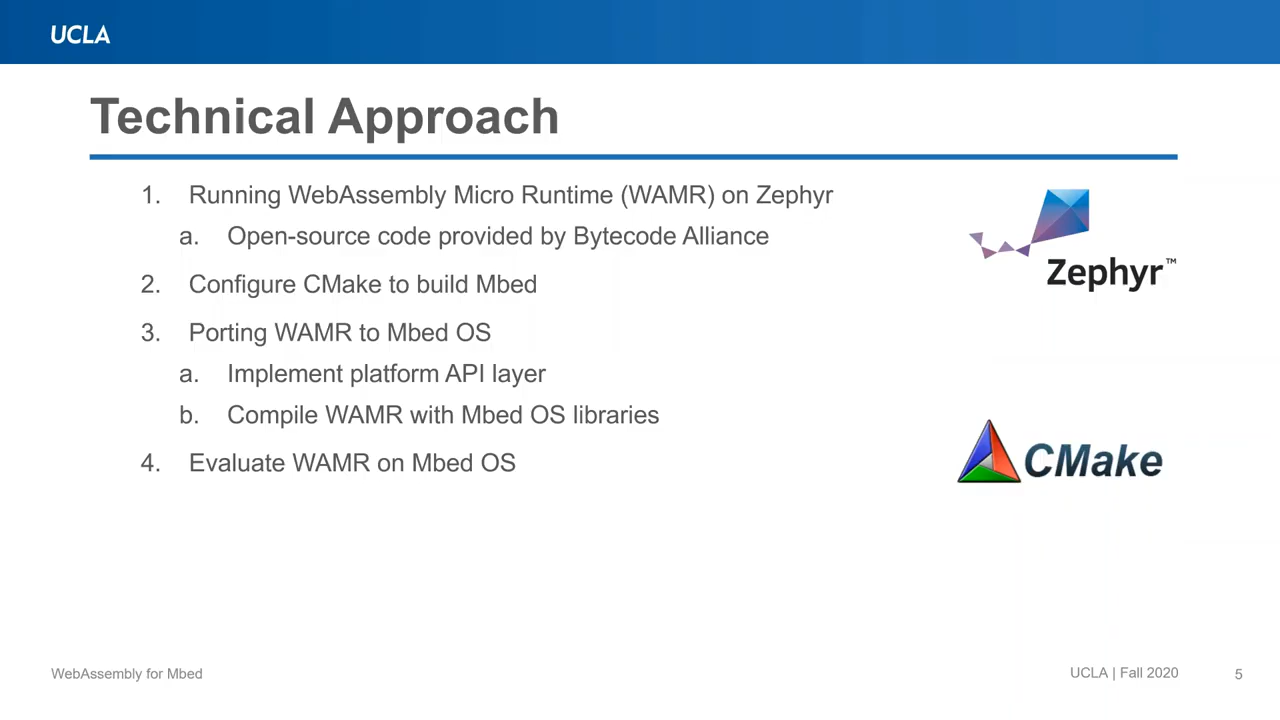 UCLA
Technical Approach
1. Running WebAssembly Micro Runtime (WAMR) on Zephyr
a. Open-source code provided by Bytecode Alliance
2. Configure CMake to build Mbed
3. Porting WAMR to Mbed OS
a. Implement platform API layer
b. Compile WAMR with Mbed OS libraries
4. Evaluate WAMR on Mbed OS
Zephyr™
CMake
WebAssembly for Mbed
UCLA | Fall 2020
5